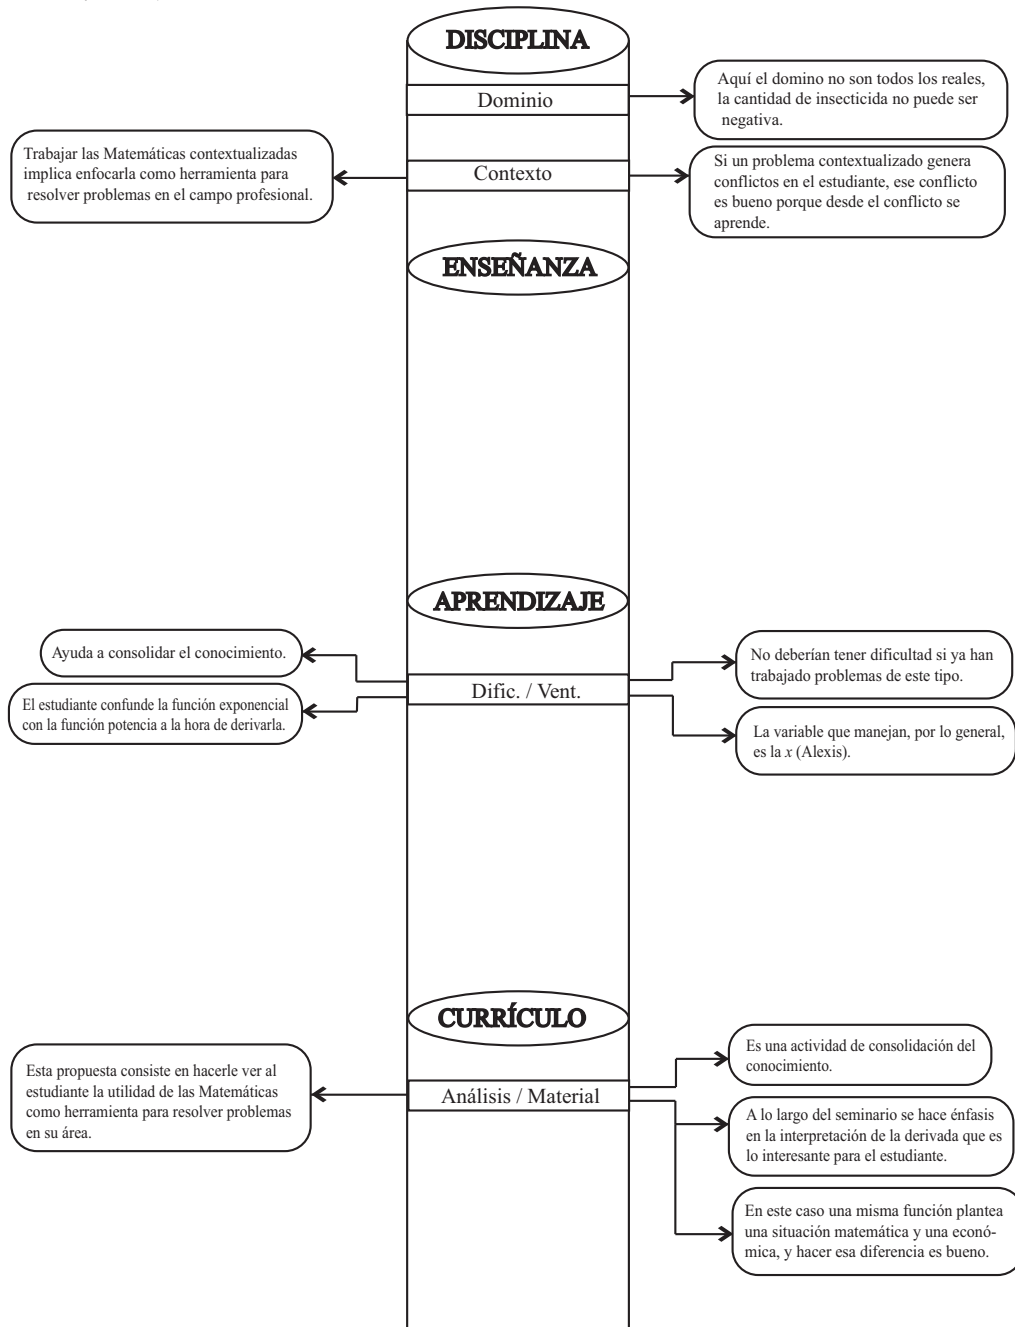 DISCIPLINA
Dominio
Aquí el domino no son todos los reales,
la cantidad de insecticida no puede ser
negativa.
Trabajar las Matemáticas contextualizadas
implica enfocarla como herramienta para
resolver problemas en el campo profesional.
Contexto
Si un problema contextualizado genera
conflictos en el estudiante, ese conflicto
es bueno porque desde el conflicto se
aprende.
ENSEÑANZA
APRENDIZAJE
Ayuda a consolidar el conocimiento.
El estudiante confunde la función exponencial
con la función potencia a la hora de derivarla.
Dific. / Vent.
No deberían tener dificultad si ya han
trabajado problemas de este tipo.
La variable que manejan, por lo general,
es la x (Alexis).
CURRÍCULO
Esta propuesta consiste en hacerle ver al
estudiante la utilidad de las Matemáticas
como herramienta para resolver problemas
en su área.
Análisis / Material
Es una actividad de consolidación del
conocimiento.
A lo largo del seminario se hace énfasis
en la interpretación de la derivada que es
lo interesante para el estudiante.
En este caso una misma función plantea
una situación matemática y una econó-
mica, y hacer esa diferencia es bueno.